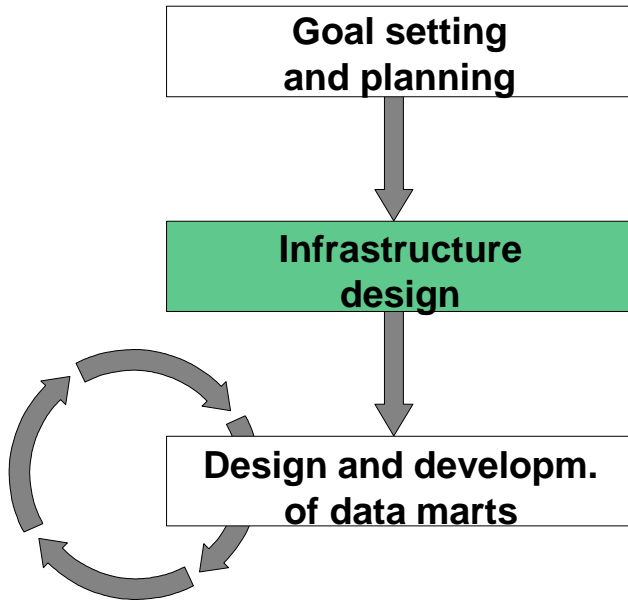 Goal setting
and planning
Infrastructure
design
Design and developm.
of data marts